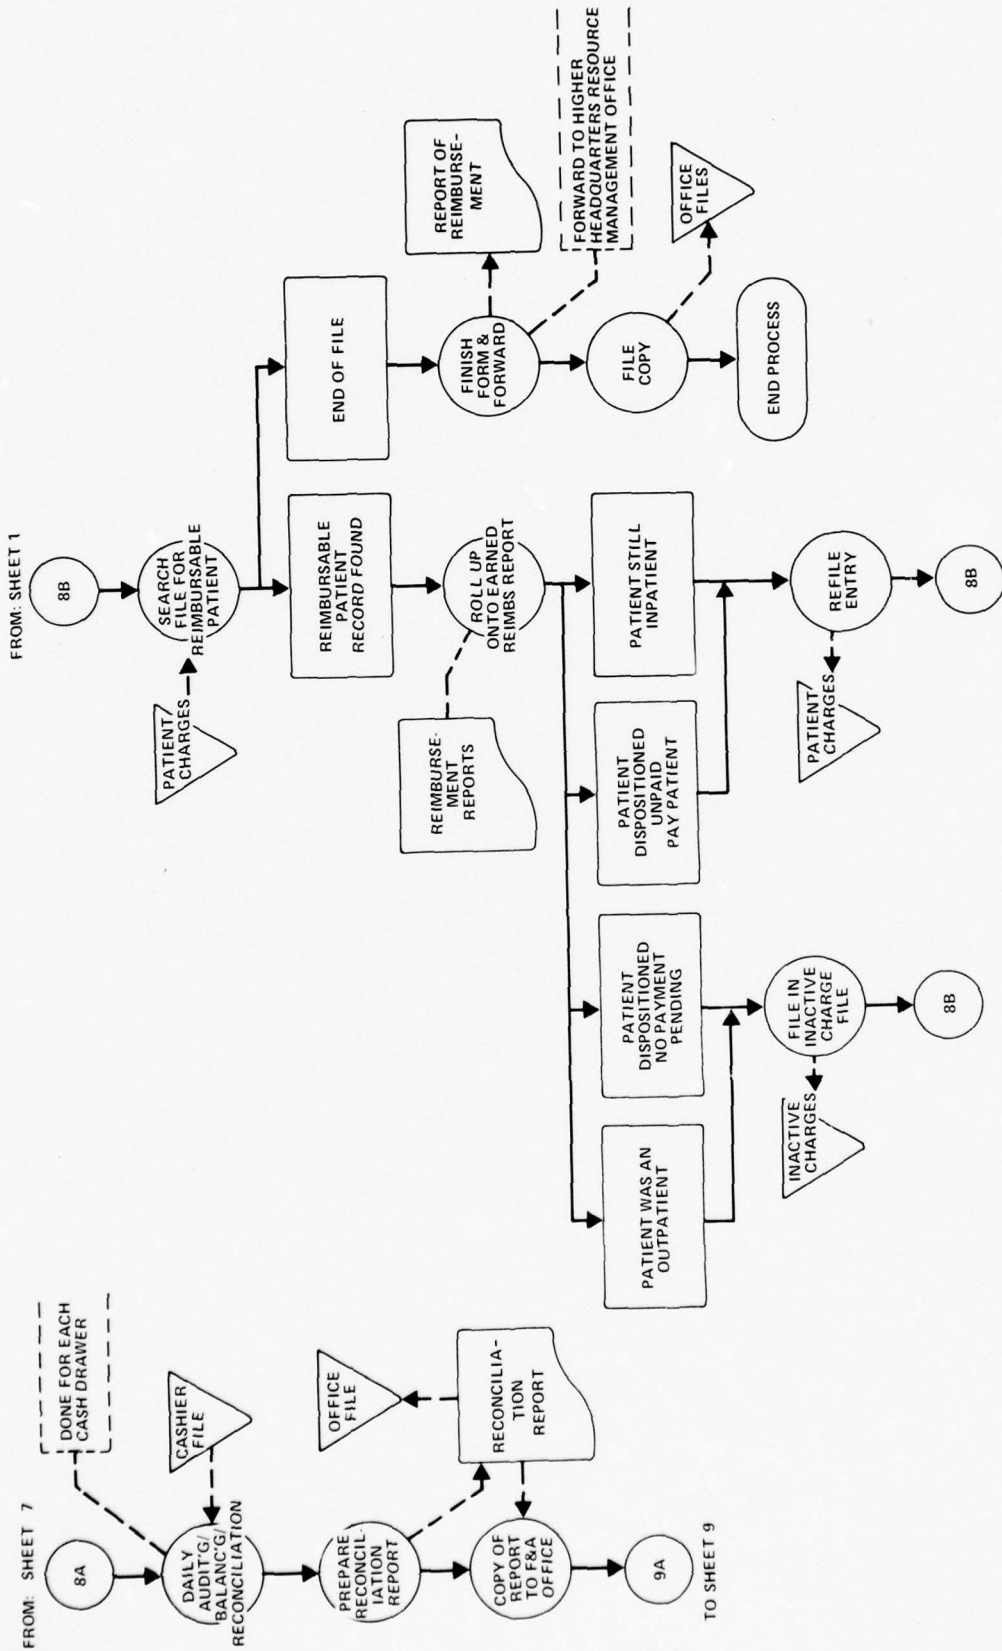 FROM: SHEET 7
8A
DONE FOR EACH
CASH DRAWER
DAILY
AUDIT'G/
BALANC'G/
RECONCILIATION
CASHIER
FILE
PREPARE
RECONCIL-
IATION
REPORT
OFFICE
FILE
RECONCILIA-
TION
REPORT
COPY OF
REPORT
TO F&A
OFFICE
9A
TO SHEET 9
FROM: SHEET 1
8B
SEARCH
FILE FOR
REIMBURSABLE
PATIENT
PATIENT/
CHARGES
REIMBURSABLE
PATIENT
RECORD FOUND
END OF FILE
REIMBURSE-
MENT
REPORTS
ROLL UP
ONTO EARNED
REIMBS REPORT
FINISH
FORM &
FORWARD
REPORT OF
REIMBURSE-
MENT
FORWARD TO HIGHER
HEADQUARTERS RESOURCE
MANAGEMENT OFFICE
FILE
COPY
OFFICE
FILES
END PROCESS
PATIENT WAS AN
OUTPATIENT
PATIENT
DISPOSITIONED
NO PAYMENT
PENDING
PATIENT
DISPOSITIONED
UNPAID
PAY PATIENT
PATIENT STILL
INPATIENT
INACTIVE
CHARGES
FILE IN
INACTIVE
CHARGE
FILE
8B
PATIENT/
CHARGES
REFILE
ENTRY
8B